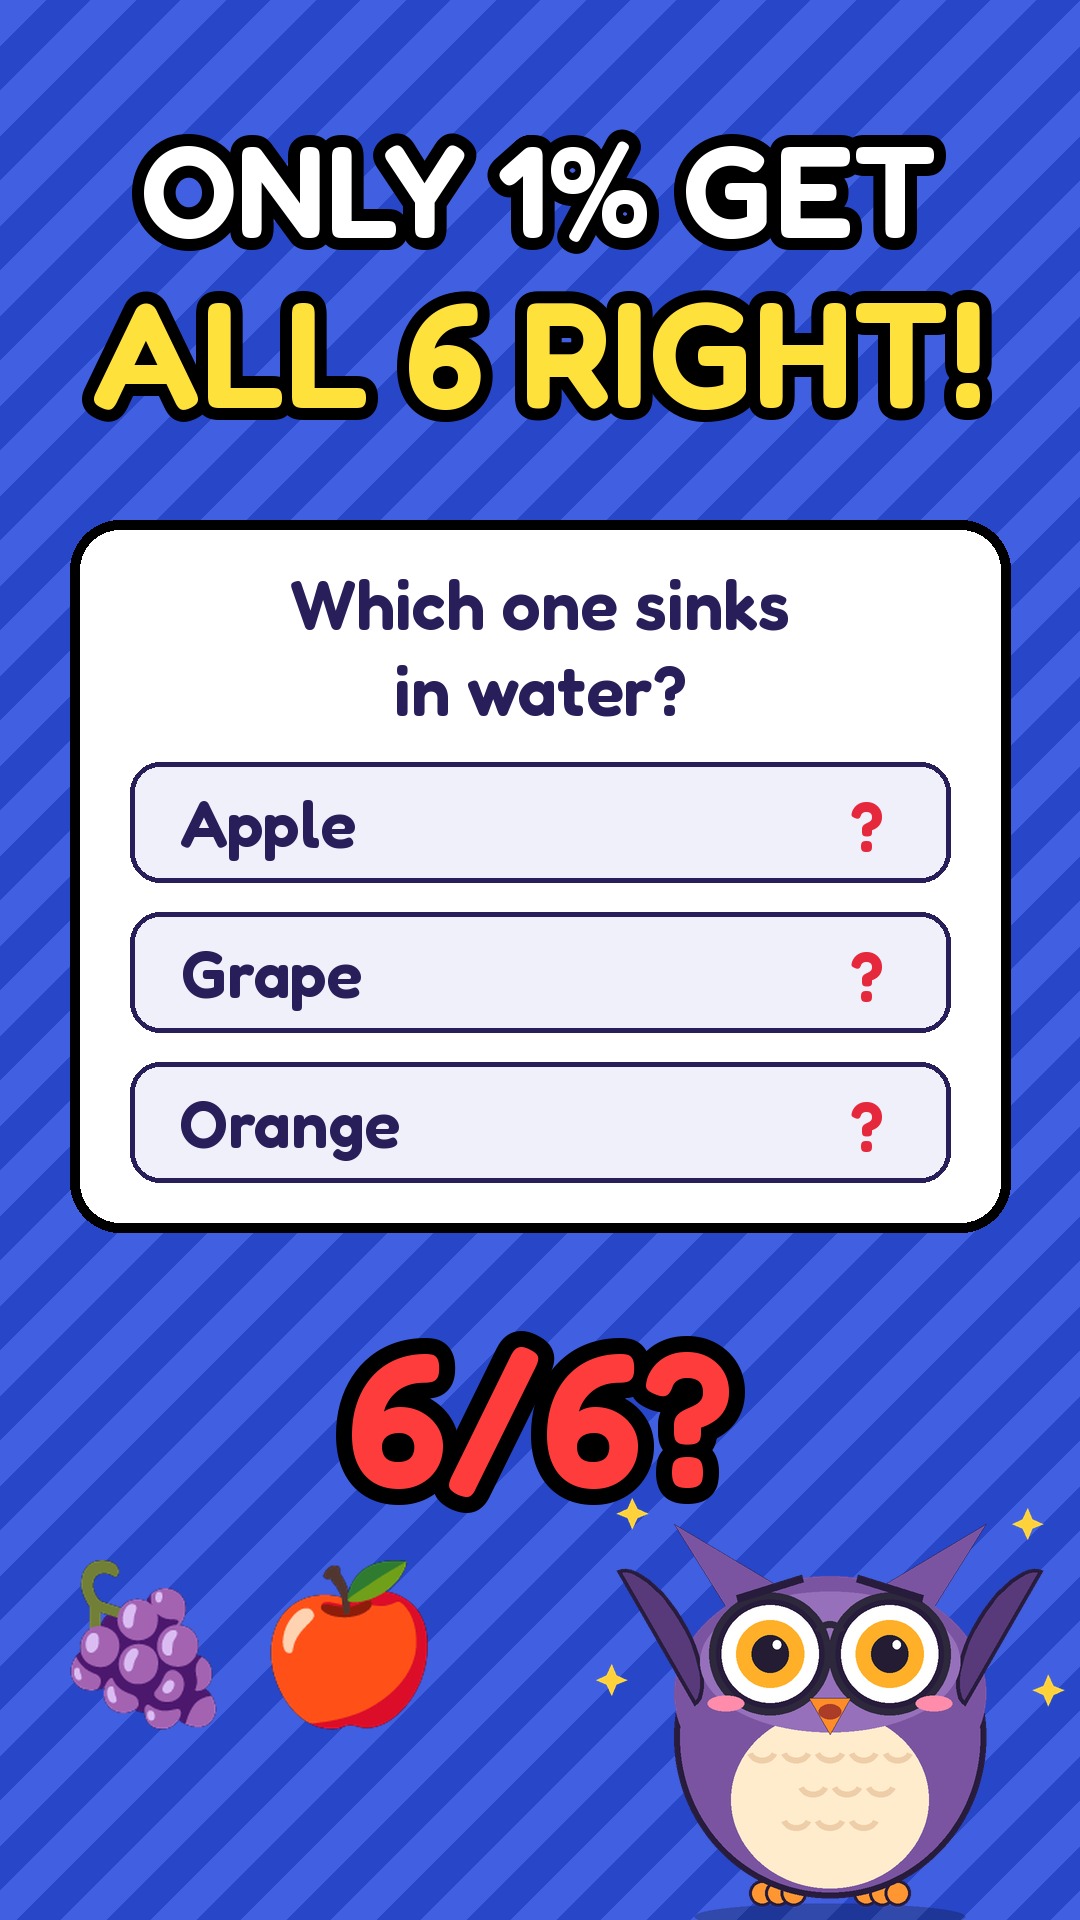 ONLY 1% GET
ALL 6 RIGHT!
Which one sinks
in water?
Apple ?
Grape ?
Orange ?
6/6?